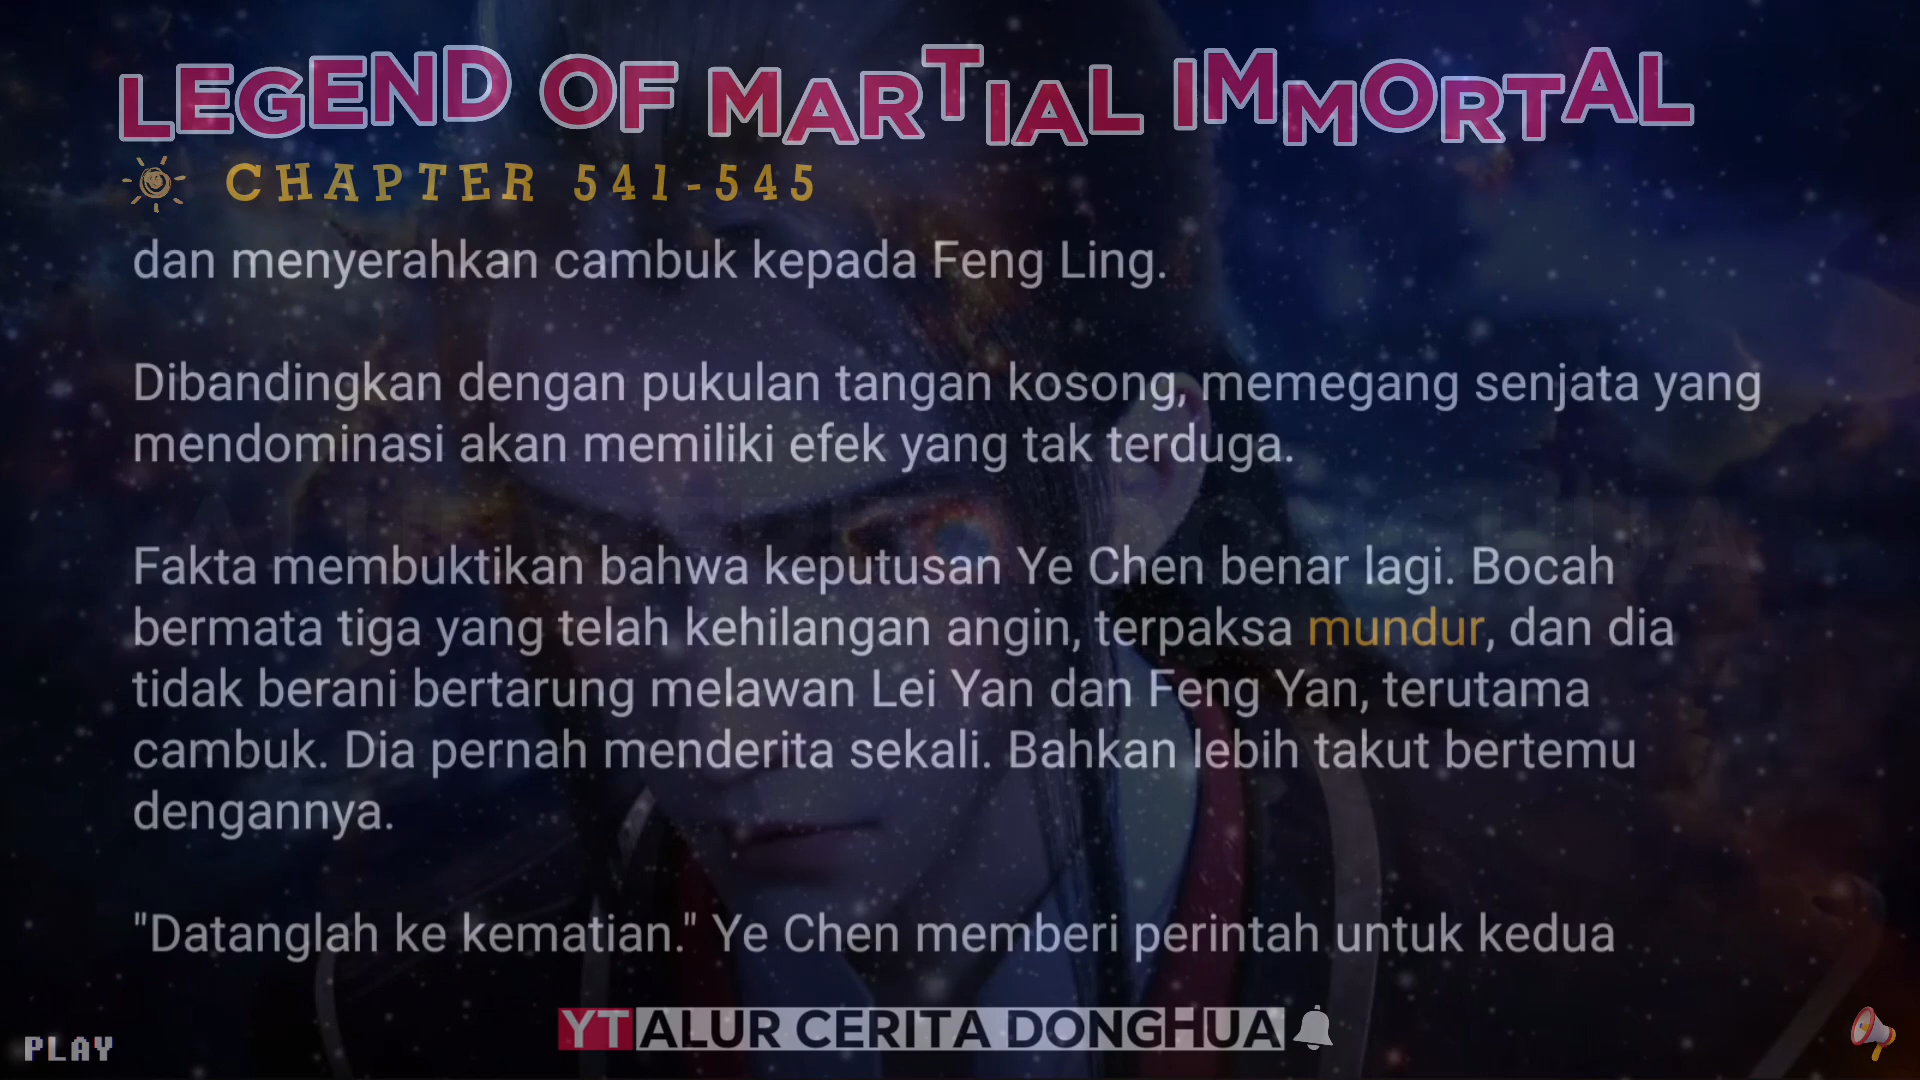 LEGEND OF MARTIAL IMMORTAL
CHAPTER 541-545
dan menyerahkan cambuk kepada Feng Ling.
Dibandingkan dengan pukulan tangan kosong, memegang senjata yang
mendominasi akan memiliki efek yang tak terduga.
Fakta membuktikan bahwa keputusan Ye Chen benar lagi. Bocah
bermata tiga yang telah kehilangan angin, terpaksa mundur, dan dia
tidak berani bertarung melawan Lei Yan dan Feng Yan, terutama
cambuk. Dia pernah menderita sekali. Bahkan lebih takut bertemu
dengannya.
"Datanglah ke kematian." Ye Chen memberi perintah untuk kedua
YT ALUR CERITA DONGHUA
PLAY